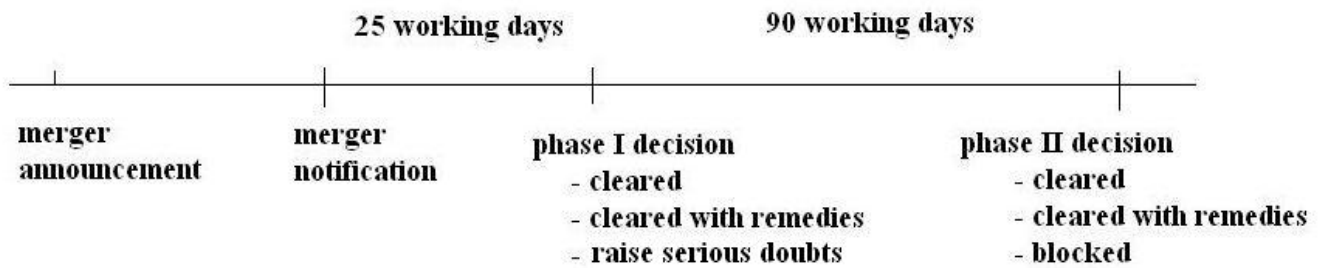 25 working days
90 working days
merger
announcement
merger
notification
phase I decision
- cleared
- cleared with remedies
- raise serious doubts
phase II decision
- cleared
- cleared with remedies
- blocked